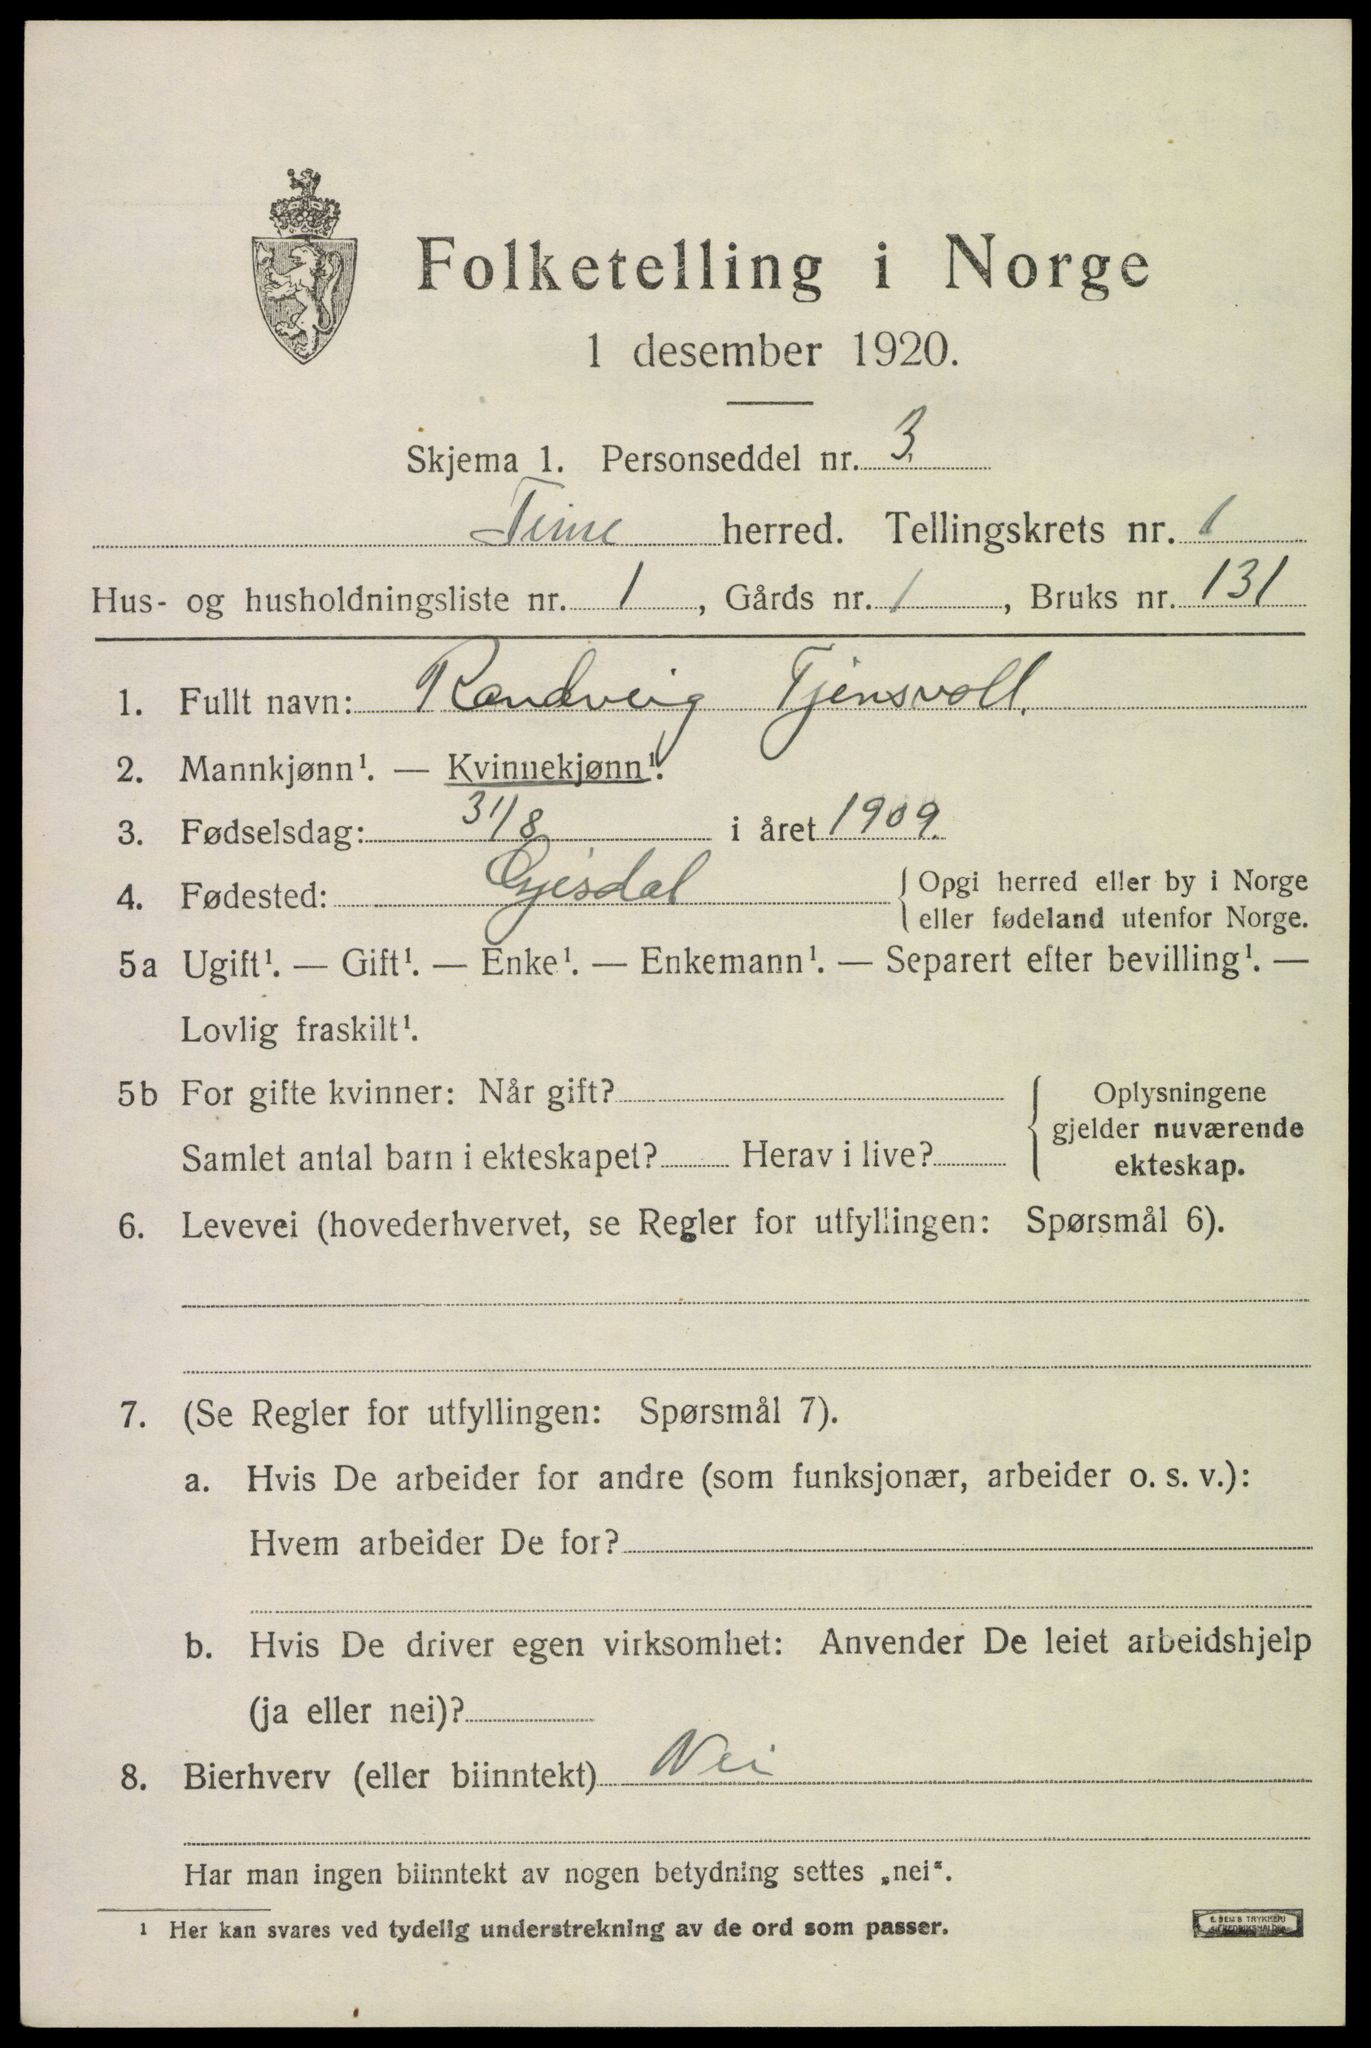 Folketelling i Norge
1 desember 1920.
Skjema 1. Personseddel nr. 3
Time herred. Tellingskrets nr. 1
Hus- og husholdningsliste nr. 1, Gårds nr. 1, Bruks nr. 131
1. Fullt navn: Randveig Tjensvoll.
2. Mannkjønn¹. — Kvinnekjønn¹.
3. Fødselsdag: 31/8 i året 1909.
4. Fødested: Gjesdal { Opgi herred eller by i Norge
eller fødeland utenfor Norge.
5a Ugift¹. — Gift¹. — Enke¹. — Enkemann¹. — Separert efter bevilling¹. —
Lovlig fraskilt¹.
5b For gifte kvinner: Når gift? { Oplysningene
gjelder nuværende
Samlet antal barn i ekteskapet? Herav i live? ekteskap.
6. Levevei (hovederhvervet, se Regler for utfyllingen: Spørsmål 6).
7. (Se Regler for utfyllingen: Spørsmål 7).
a. Hvis De arbeider for andre (som funksjonær, arbeider o. s. v.):
Hvem arbeider De for?
b. Hvis De driver egen virksomhet: Anvender De leiet arbeidshjelp
(ja eller nei)?
8. Bierhverv (eller biinntekt) Nei
Har man ingen biinntekt av nogen betydning settes „nei“.
¹ Her kan svares ved tydelig understrekning av de ord som passer.
E. SEM'S TRYKKERI
FREDRIKSHALD